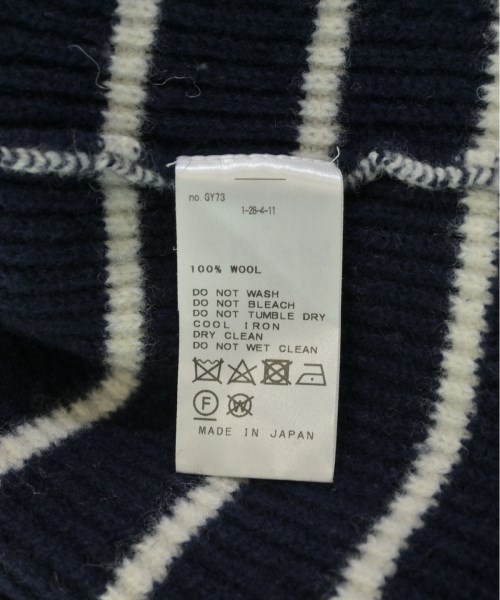 no. GY73
1-28-4-11
100% WOOL
DO NOT WASH
DO NOT BLEACH
DO NOT TUMBLE DRY
COOL IRON
DRY CLEAN
DO NOT WET CLEAN
F W
MADE IN JAPAN